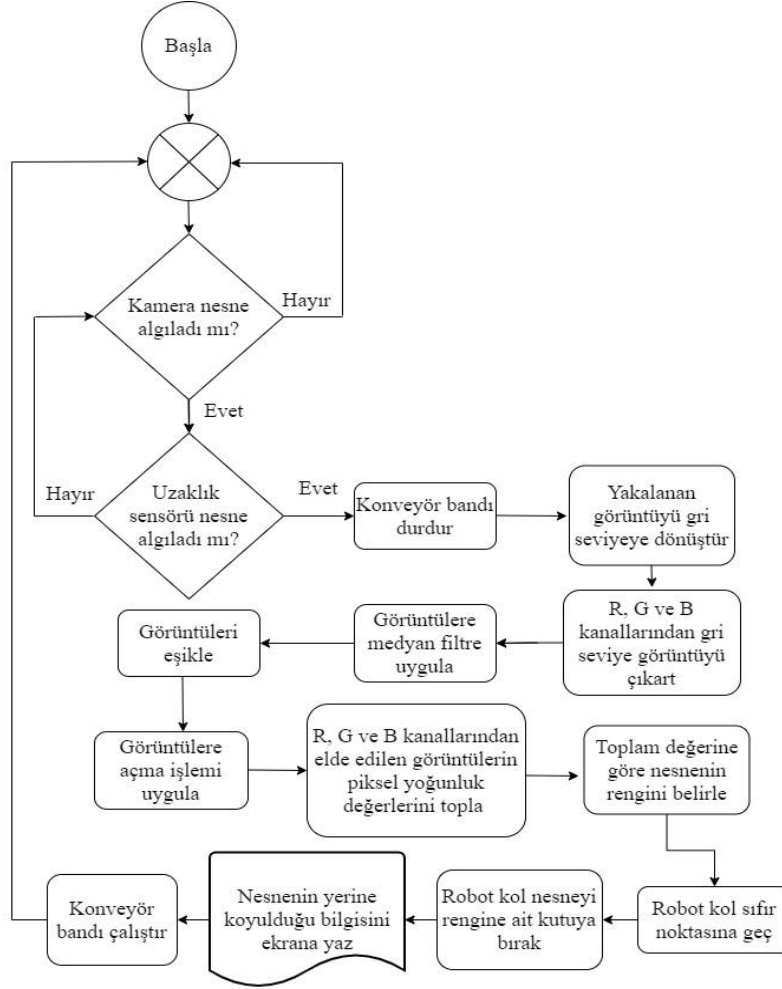 Başla
Kamera nesne
algıladı mı?
Hayır
Evet
Uzaklık
sensörü nesne
algıladı mı?
Hayır
Evet
Konveyör bandı
durdur
Yakalanan
görüntüyü gri
seviyeye dönüştür
R, G ve B
kanallarından gri
seviye görüntüyü
çıkart
Görüntülere
medyan filtre
uygula
Görüntüleri
eşikle
Görüntülere
açma işlemi
uygula
R, G ve B kanallarından
elde edilen görüntülerin
piksel yoğunluk
değerlerini topla
Toplam değerine
göre nesnenin
rengini belirle
Robot kol sıfır
noktasına geç
Robot kol nesneyi
rengine ait kutuya
bırak
Nesnenin yerine
koyulduğu bilgisini
ekrana yaz
Konveyör
bandı çalıştır